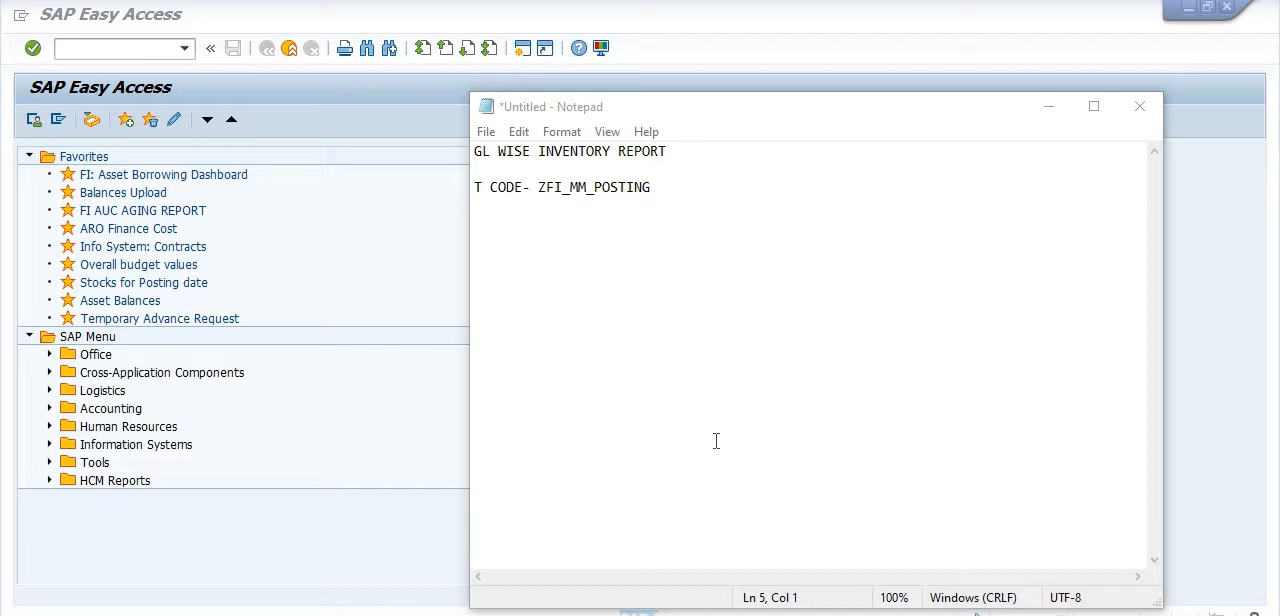 SAP Easy Access
SAP Easy Access
*Untitled - Notepad
File Edit Format View Help
GL WISE INVENTORY REPORT
T CODE- ZFI_MM_POSTING
Favorites
FI: Asset Borrowing Dashboard
Balances Upload
FI AUC AGING REPORT
ARO Finance Cost
Info System: Contracts
Overall budget values
Stocks for Posting date
Asset Balances
Temporary Advance Request
SAP Menu
Office
Cross-Application Components
Logistics
Accounting
Human Resources
Information Systems
Tools
HCM Reports
Ln 5, Col 1 100% Windows (CRLF) UTF-8